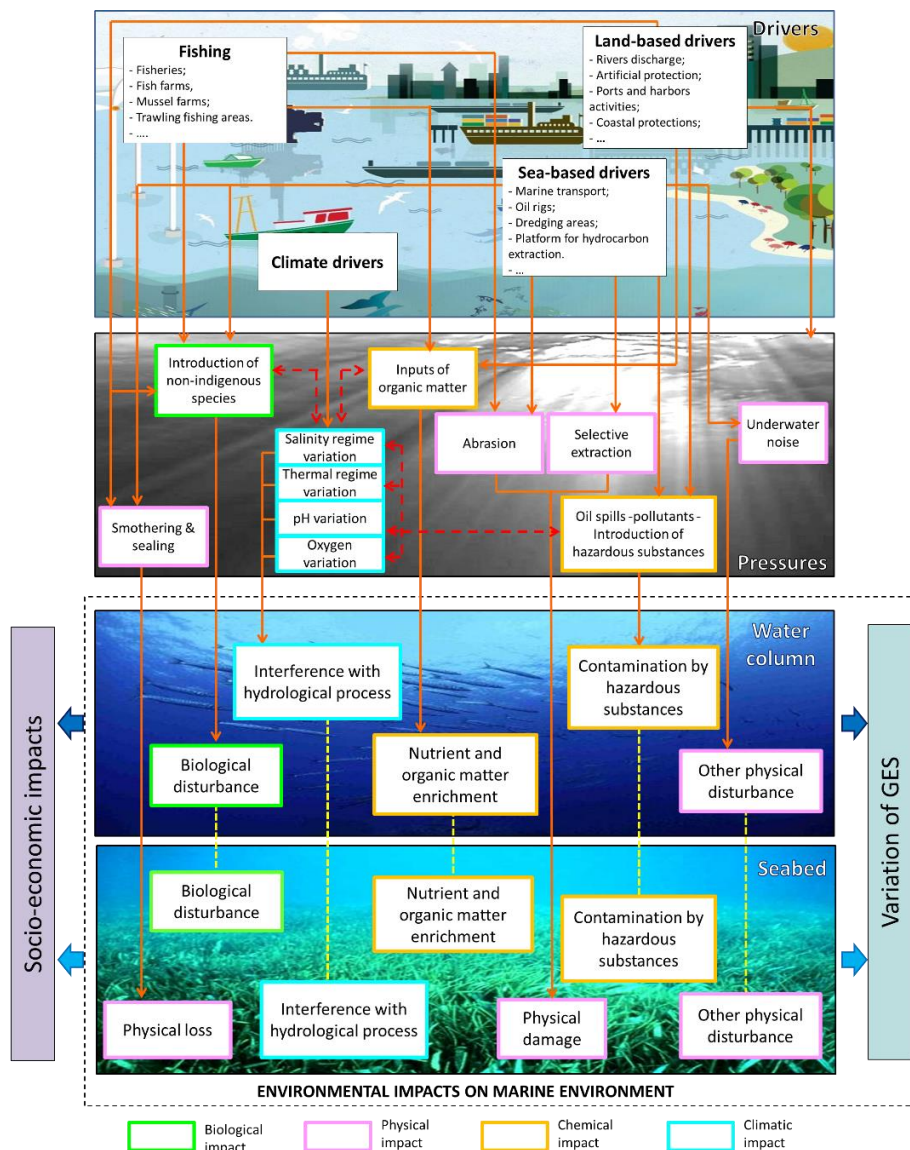 Drivers
Fishing
- Fisheries;
- Fish farms,
- Mussel farms;
- Trawling fishing areas.
- ....
Land-based drivers
- Rivers discharge;
- Artificial protection;
- Ports and harbors
activities;
- Coastal protections;
- ...
Sea-based drivers
- Marine transport;
- Oil rigs;
- Dredging areas;
- Platform for hydrocarbon
extraction.
- ...
Climate drivers
Introduction of
non-indigenous
species
Inputs of
organic matter
Salinity regime
variation
Thermal regime
variation
pH variation
Oxygen
variation
Abrasion
Selective
extraction
Underwater
noise
Smothering &
sealing
Oil spills -pollutants -
Introduction of
hazardous substances
Pressures
Water
column
Interference with
hydrological process
Contamination by
hazardous
substances
Biological
disturbance
Nutrient and
organic matter
enrichment
Other physical
disturbance
Seabed
Biological
disturbance
Nutrient and
organic matter
enrichment
Contamination by
hazardous
substances
Physical loss
Interference with
hydrological process
Physical
damage
Other physical
disturbance
Socio-economic impacts
Variation of GES
ENVIRONMENTAL IMPACTS ON MARINE ENVIRONMENT
Biological
impact
Physical
impact
Chemical
impact
Climatic
impact